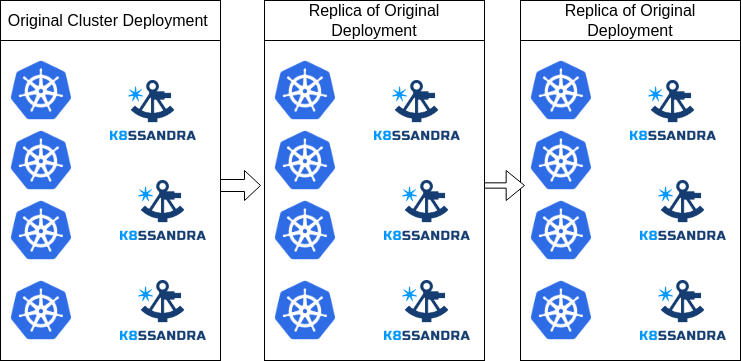 Original Cluster Deployment
Replica of Original
Deployment
Replica of Original
Deployment
K8SSANDRA
K8SSANDRA
K8SSANDRA
K8SSANDRA
K8SSANDRA
K8SSANDRA
K8SSANDRA
K8SSANDRA
K8SSANDRA